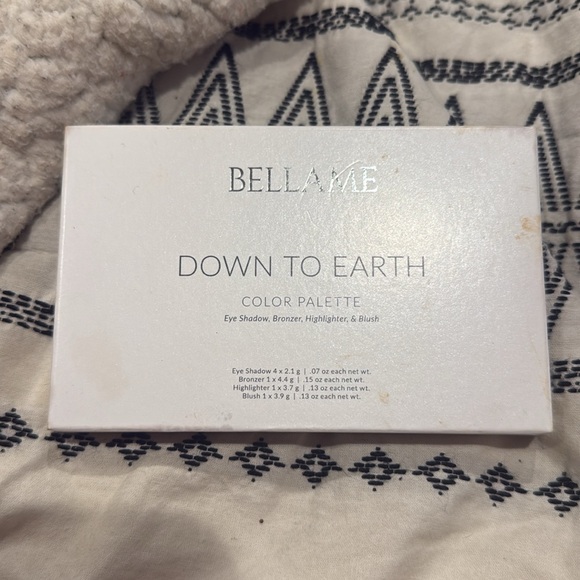 BELLAME
DOWN TO EARTH
COLOR PALETTE
Eye Shadow, Bronzer, Highlighter, & Blush
Eye Shadow 4 x 2.1 g | .07 oz each net wt.
Bronzer 1 x 4.4 g | .15 oz each net wt.
Highlighter 1 x 3.7 g | .13 oz each net wt.
Blush 1 x 3.9 g | .13 oz each net wt.